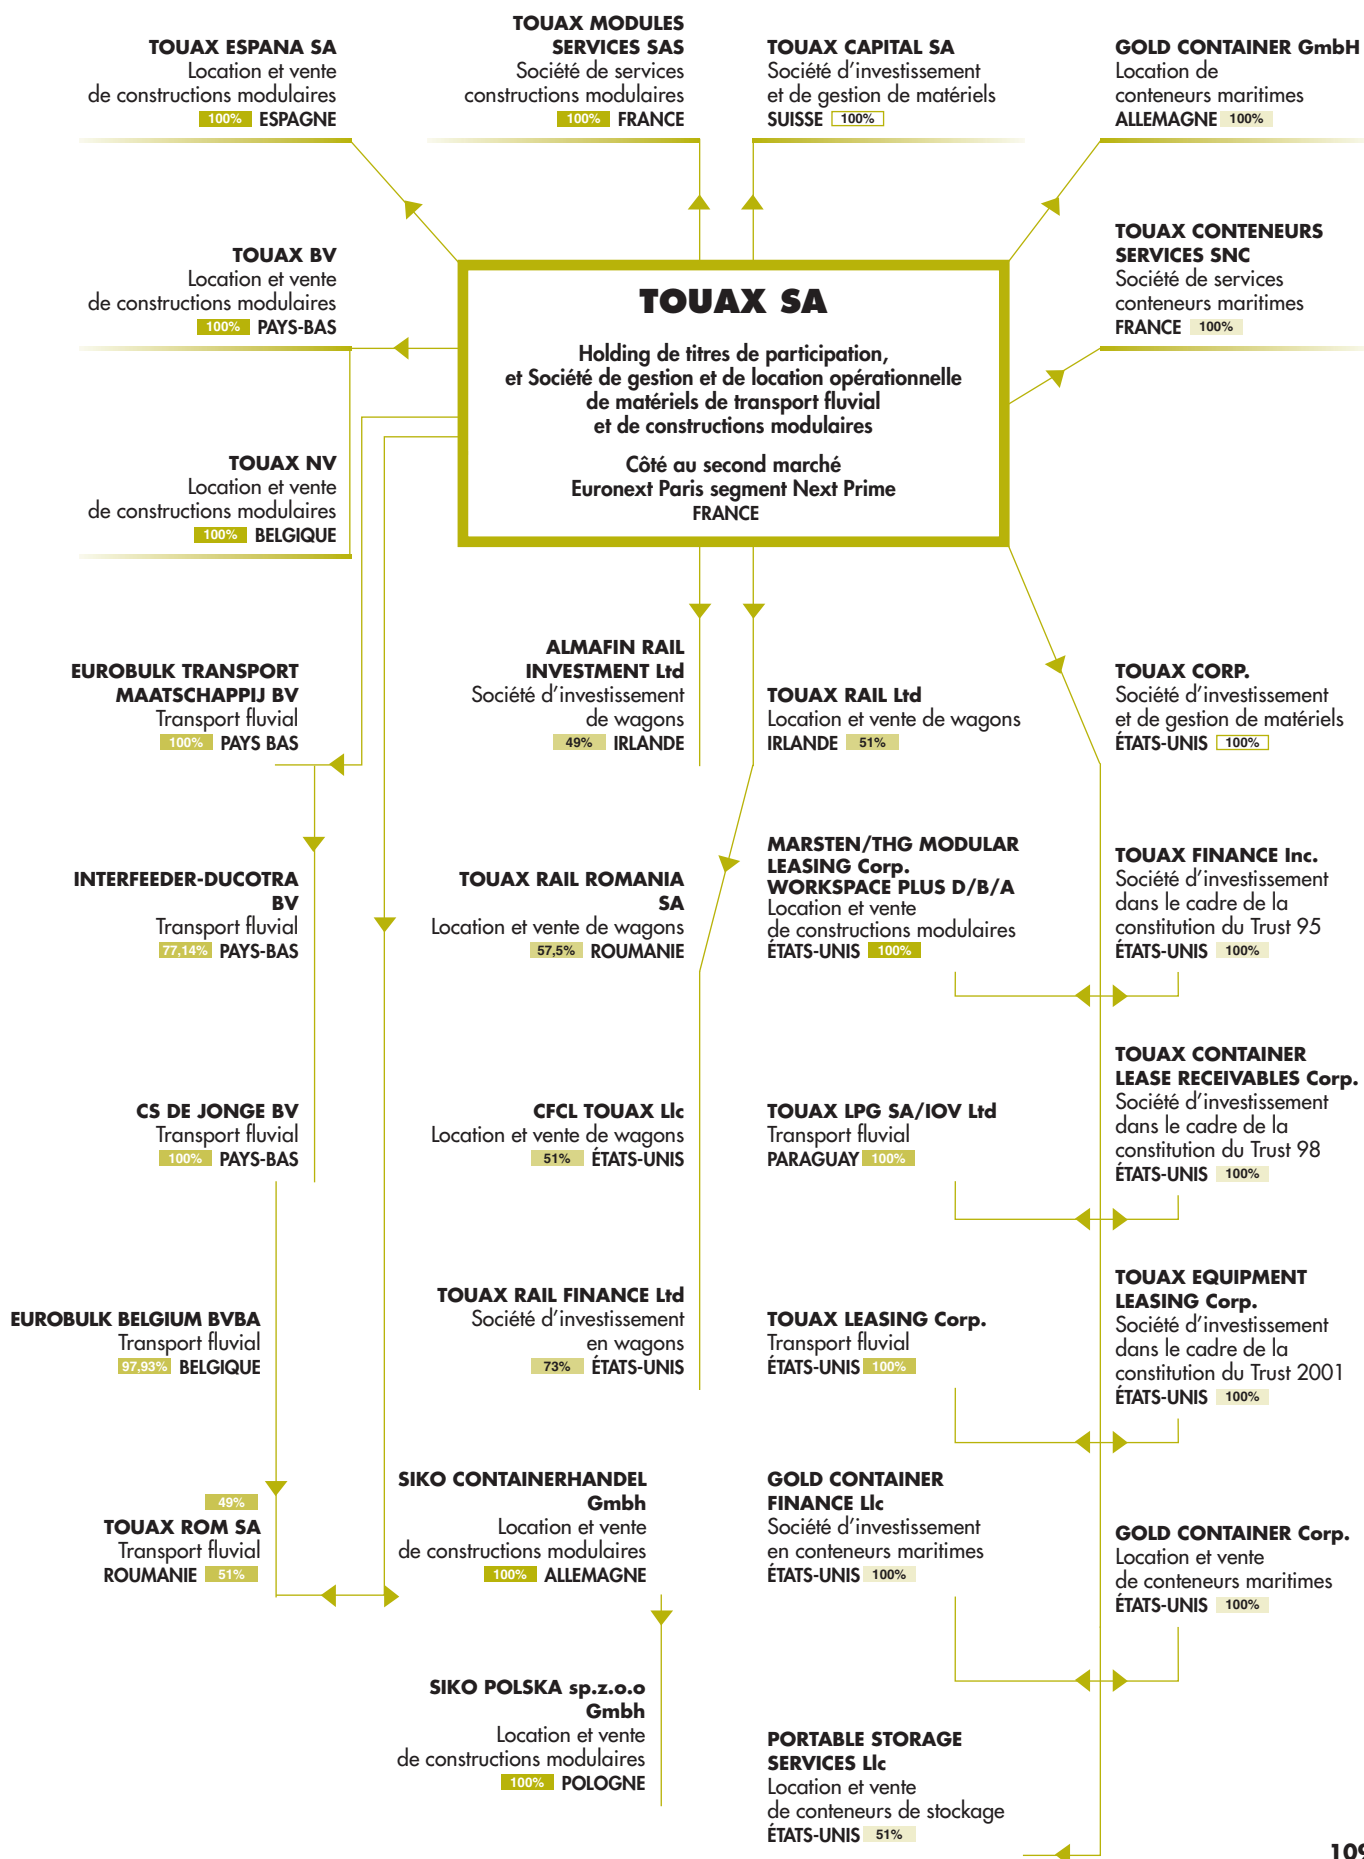 TOUAX ESPANA SA
Location et vente
de constructions modulaires
100% ESPAGNE
TOUAX MODULES
SERVICES SAS
Société de services
constructions modulaires
100% FRANCE
TOUAX CAPITAL SA
Société d'investissement
et de gestion de matériels
SUISSE 100%
GOLD CONTAINER GmbH
Location de
conteneurs maritimes
ALLEMAGNE 100%
TOUAX BV
Location et vente
de constructions modulaires
100% PAYS-BAS
TOUAX SA
Holding de titres de participation,
et Société de gestion et de location opérationnelle
de matériels de transport fluvial
et de constructions modulaires
Côté au second marché
Euronext Paris segment Next Prime
FRANCE
TOUAX CONTENEURS
SERVICES SNC
Société de services
conteneurs maritimes
FRANCE 100%
TOUAX NV
Location et vente
de constructions modulaires
100% BELGIQUE
EUROBULK TRANSPORT
MAATSCHAPPIJ BV
Transport fluvial
100% PAYS BAS
ALMAFIN RAIL
INVESTMENT Ltd
Société d'investissement
de wagons
49% IRLANDE
TOUAX RAIL Ltd
Location et vente de wagons
IRLANDE 51%
TOUAX CORP.
Société d'investissement
et de gestion de matériels
ÉTATS-UNIS 100%
INTERFEEDER-DUCOTRA
BV
Transport fluvial
77,14% PAYS-BAS
TOUAX RAIL ROMANIA
SA
Location et vente de wagons
57,5% ROUMANIE
MARSTEN/THG MODULAR
LEASING Corp.
WORKSPACE PLUS D/B/A
Location et vente
de constructions modulaires
ÉTATS-UNIS 100%
TOUAX FINANCE Inc.
Société d'investissement
dans le cadre de la
constitution du Trust 95
ÉTATS-UNIS 100%
CS DE JONGE BV
Transport fluvial
100% PAYS-BAS
CFCL TOUAX Llc
Location et vente de wagons
51% ÉTATS-UNIS
TOUAX LPG SA/IOV Ltd
Transport fluvial
PARAGUAY 100%
TOUAX CONTAINER
LEASE RECEIVABLES Corp.
Société d'investissement
dans le cadre de la
constitution du Trust 98
ÉTATS-UNIS 100%
EUROBULK BELGIUM BVBA
Transport fluvial
97,93% BELGIQUE
TOUAX RAIL FINANCE Ltd
Société d'investissement
en wagons
73% ÉTATS-UNIS
TOUAX LEASING Corp.
Transport fluvial
ÉTATS-UNIS 100%
TOUAX EQUIPMENT
LEASING Corp.
Société d'investissement
dans le cadre de la
constitution du Trust 2001
ÉTATS-UNIS 100%
49%
TOUAX ROM SA
Transport fluvial
ROUMANIE 51%
SIKO CONTAINERHANDEL
Gmbh
Location et vente
de constructions modulaires
100% ALLEMAGNE
GOLD CONTAINER
FINANCE Llc
Société d'investissement
en conteneurs maritimes
ÉTATS-UNIS 100%
GOLD CONTAINER Corp.
Location et vente
de conteneurs maritimes
ÉTATS-UNIS 100%
SIKO POLSKA sp.z.o.o
Gmbh
Location et vente
de constructions modulaires
100% POLOGNE
PORTABLE STORAGE
SERVICES Llc
Location et vente
de conteneurs de stockage
ÉTATS-UNIS 51%
109